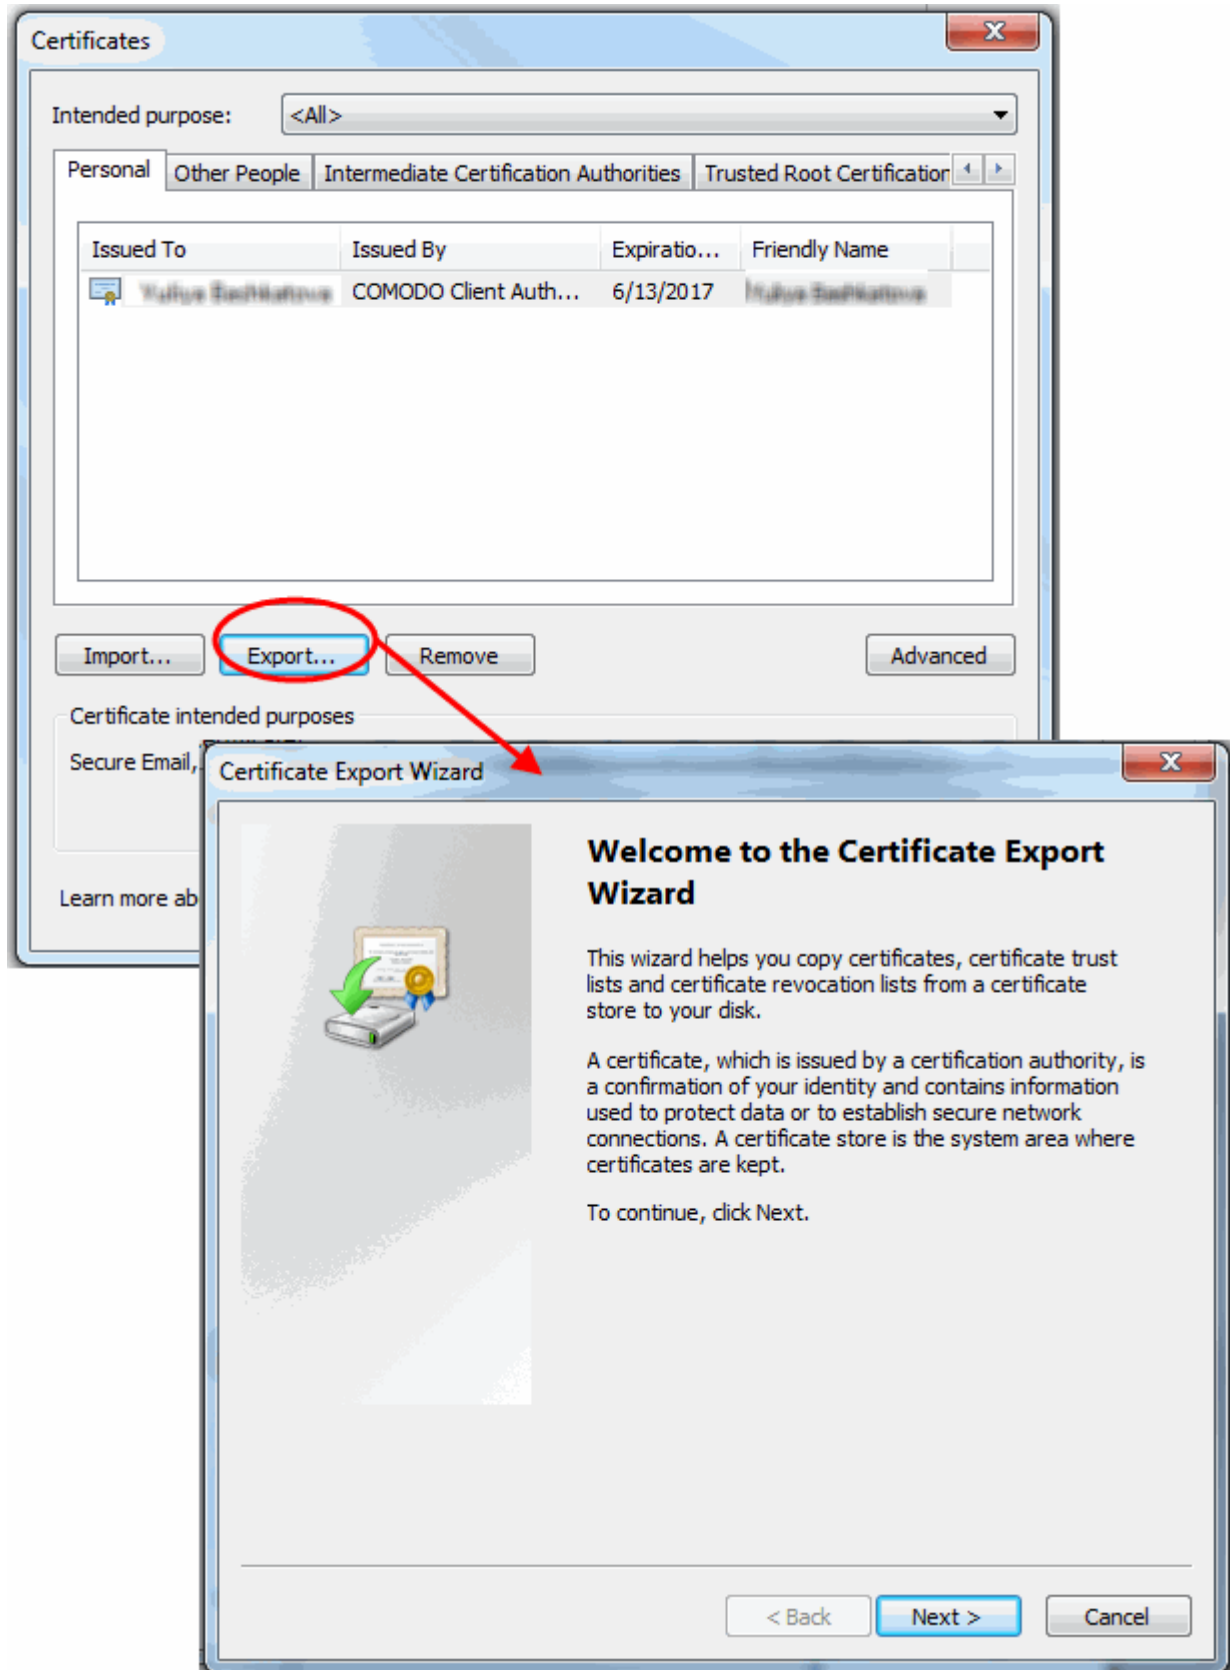 Certificates
Intended purpose: <All>
Personal Other People Intermediate Certification Authorities Trusted Root Certification
Issued To Issued By Expiratio... Friendly Name
COMODO Client Auth... 6/13/2017
Import... Export... Remove Advanced
Certificate intended purposes
Secure Email,
Learn more ab
Certificate Export Wizard
Welcome to the Certificate Export
Wizard
This wizard helps you copy certificates, certificate trust
lists and certificate revocation lists from a certificate
store to your disk.
A certificate, which is issued by a certification authority, is
a confirmation of your identity and contains information
used to protect data or to establish secure network
connections. A certificate store is the system area where
certificates are kept.
To continue, click Next.
< Back Next > Cancel